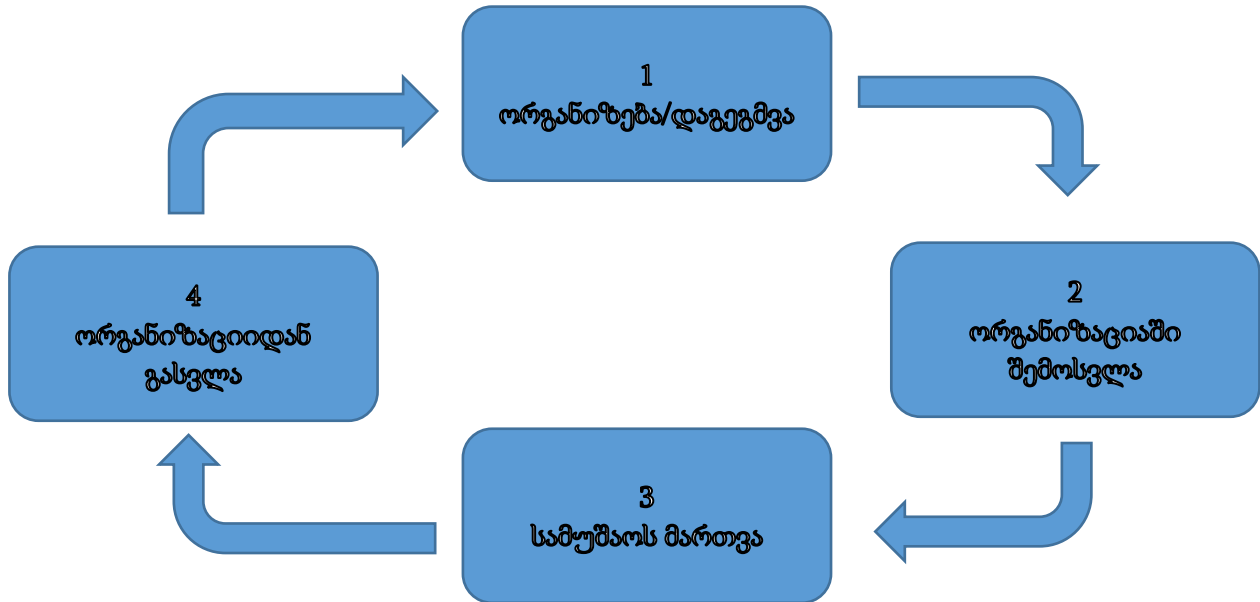 1
ორგანიზება/დაგეგმვა
2
ორგანიზაციაში
შემოსვლა
3
სამუშაოს მართვა
4
ორგანიზაციიდან
გასვლა